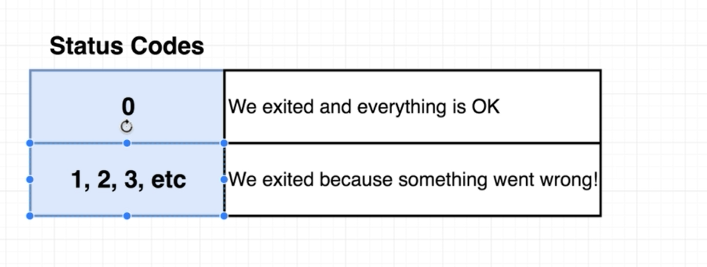 Status Codes
0
We exited and everything is OK
1, 2, 3, etc
We exited because something went wrong!